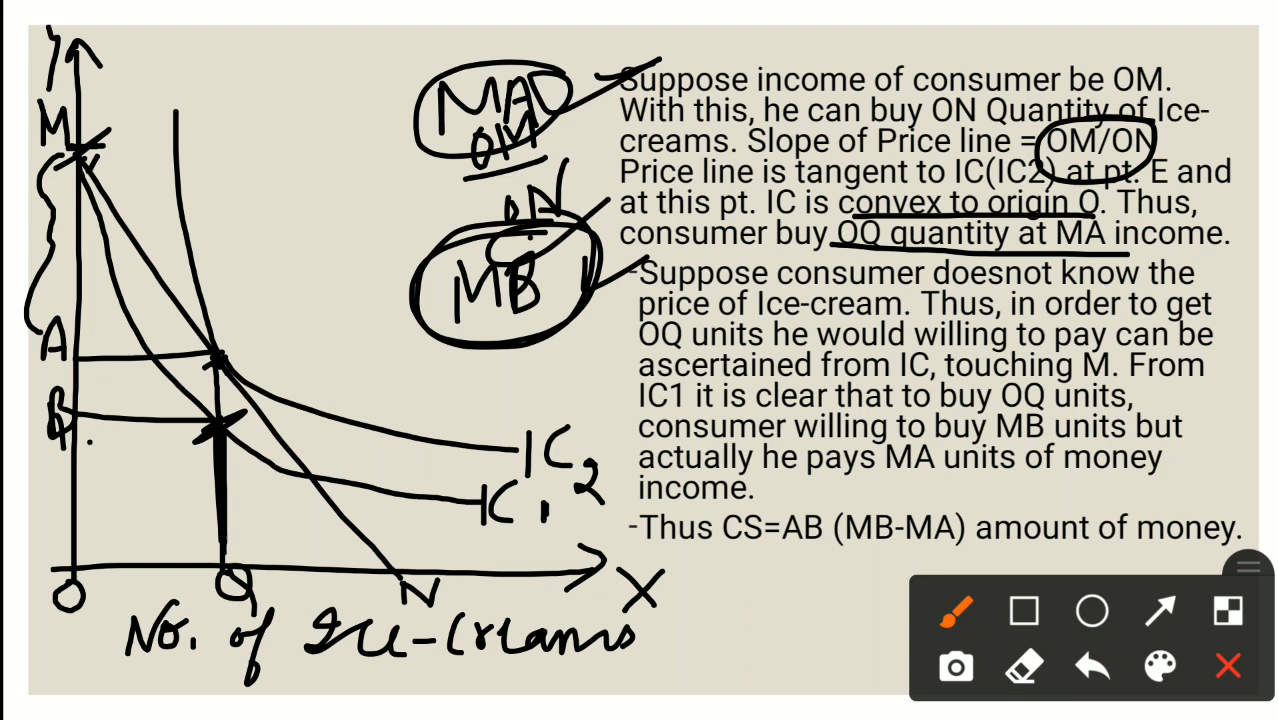 Suppose income of consumer be OM.
With this, he can buy ON Quantity of Ice-
creams. Slope of Price line = OM/ON
Price line is tangent to IC(IC2) at pt. E and
at this pt. IC is convex to origin O. Thus,
consumer buy OQ quantity at MA income.
-Suppose consumer doesnot know the
price of Ice-cream. Thus, in order to get
OQ units he would willing to pay can be
ascertained from IC, touching M. From
IC1 it is clear that to buy OQ units,
consumer willing to buy MB units but
actually he pays MA units of money
income.
-Thus CS=AB (MB-MA) amount of money.
Y
M
A
B
O
Q
N
X
IC2
IC1
No. of Ice-Creams
MA
OM
ON
MB